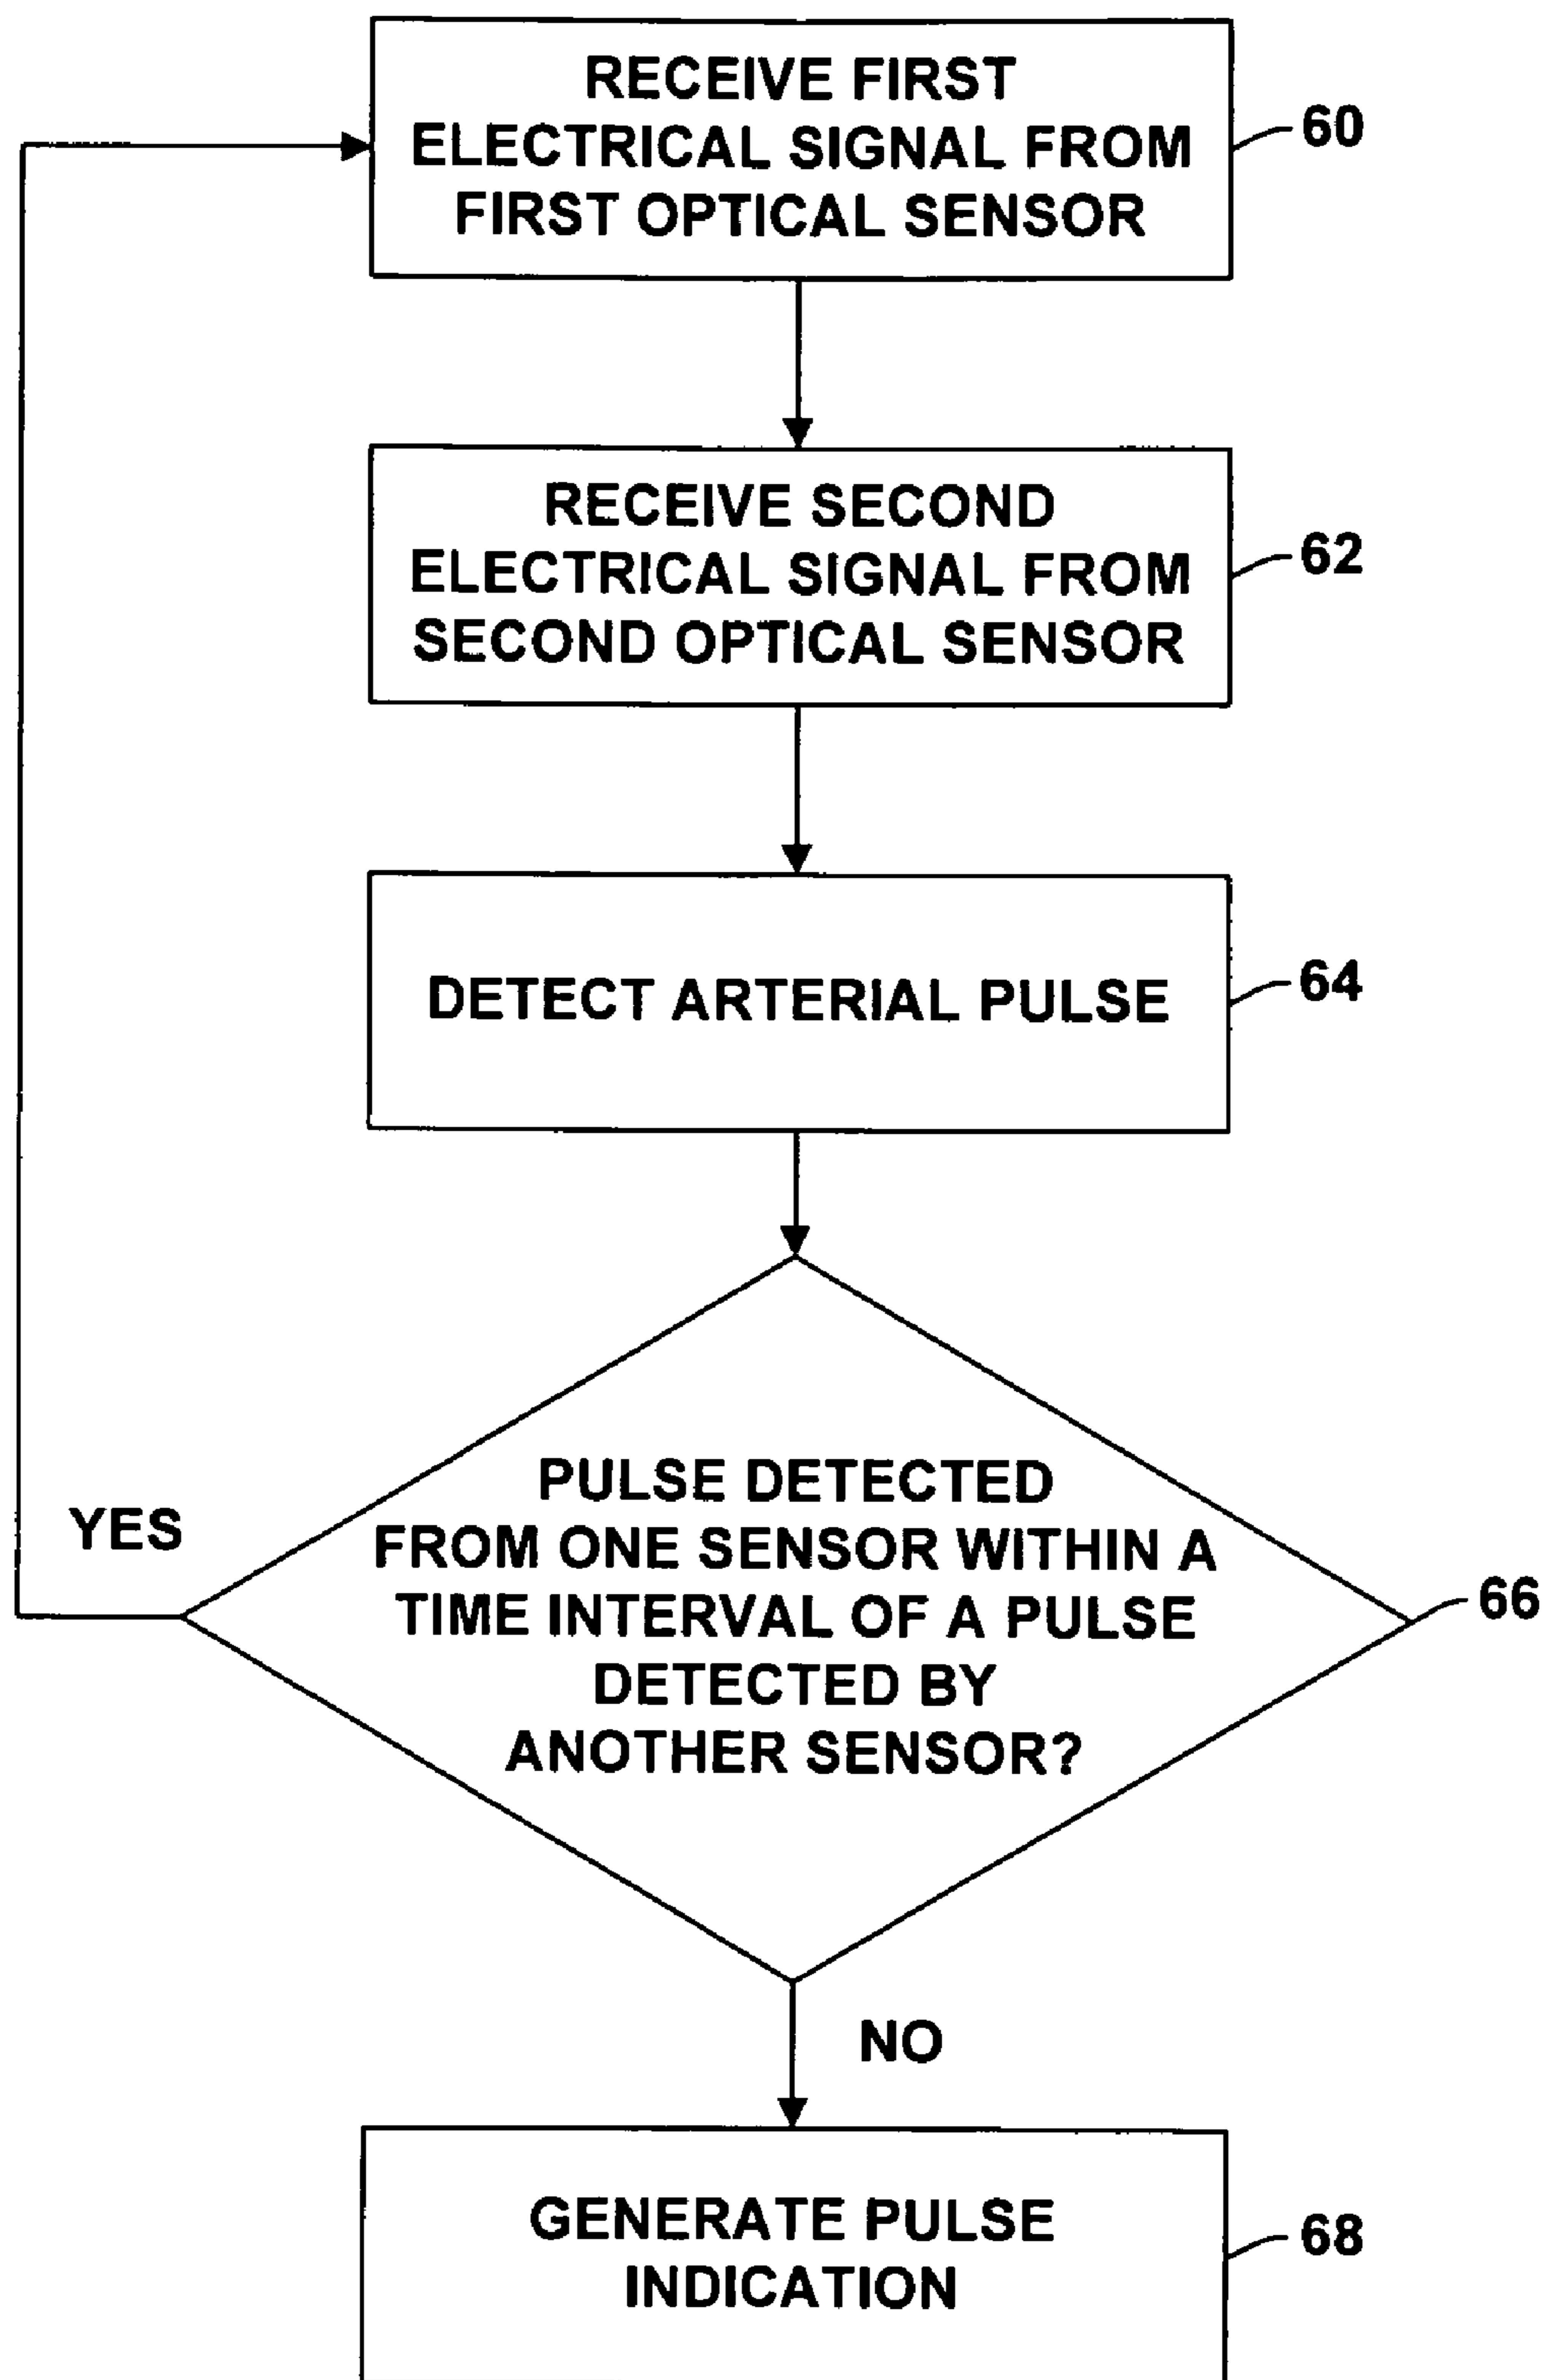 RECEIVE FIRST
ELECTRICAL SIGNAL FROM
FIRST OPTICAL SENSOR
60
RECEIVE SECOND
ELECTRICAL SIGNAL FROM
SECOND OPTICAL SENSOR
62
DETECT ARTERIAL PULSE
64
PULSE DETECTED
FROM ONE SENSOR WITHIN A
TIME INTERVAL OF A PULSE
DETECTED BY
ANOTHER SENSOR?
66
YES
NO
GENERATE PULSE
INDICATION
68